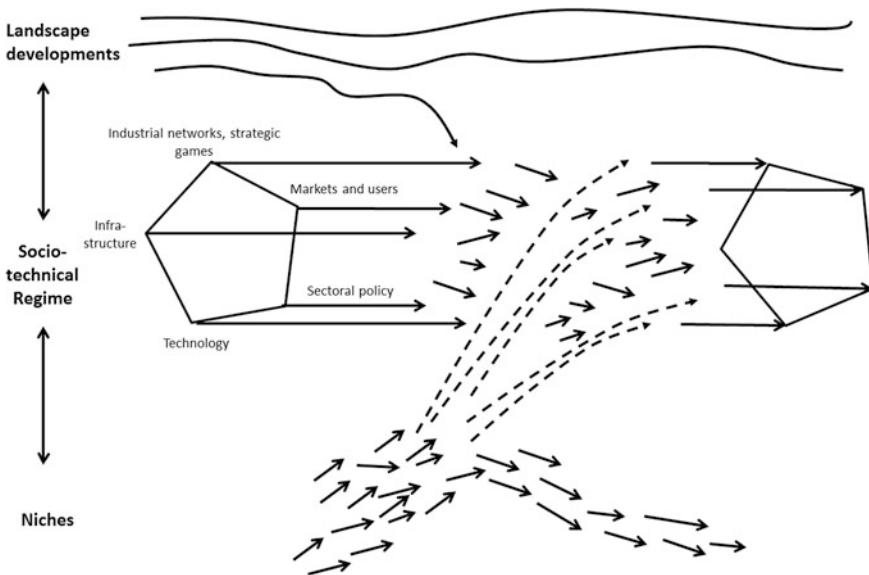 Landscape
developments
Industrial networks, strategic
games
Markets and users
Infra-
structure
Socio-
technical
Regime
Sectoral policy
Technology
Niches